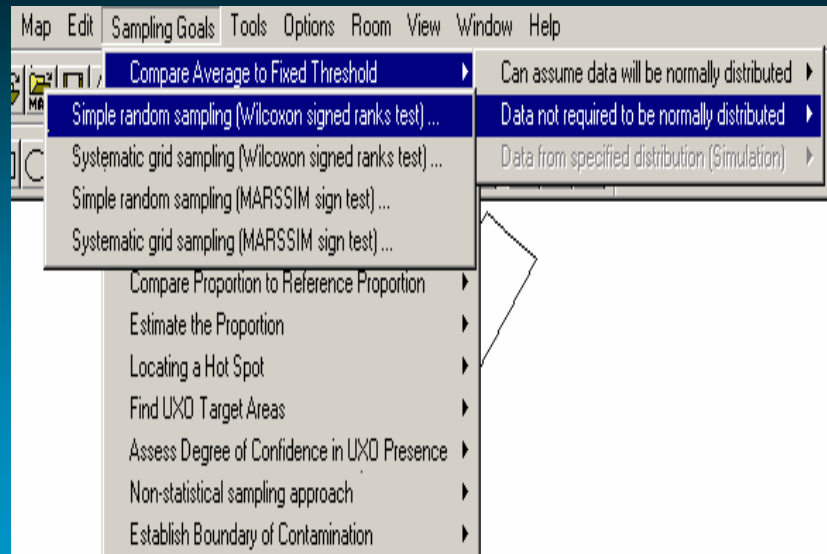 Map Edit Sampling Goals Tools Options Room View Window Help
Compare Average to Fixed Threshold
Can assume data will be normally distributed
Data not required to be normally distributed
Data from specified distribution (Simulation)
Simple random sampling (Wilcoxon signed ranks test) ...
Systematic grid sampling (Wilcoxon signed ranks test) ...
Simple random sampling (MARSSIM sign test) ...
Systematic grid sampling (MARSSIM sign test) ...
Compare Proportion to Reference Proportion
Estimate the Proportion
Locating a Hot Spot
Find UXO Target Areas
Assess Degree of Confidence in UXO Presence
Non-statistical sampling approach
Establish Boundary of Contamination